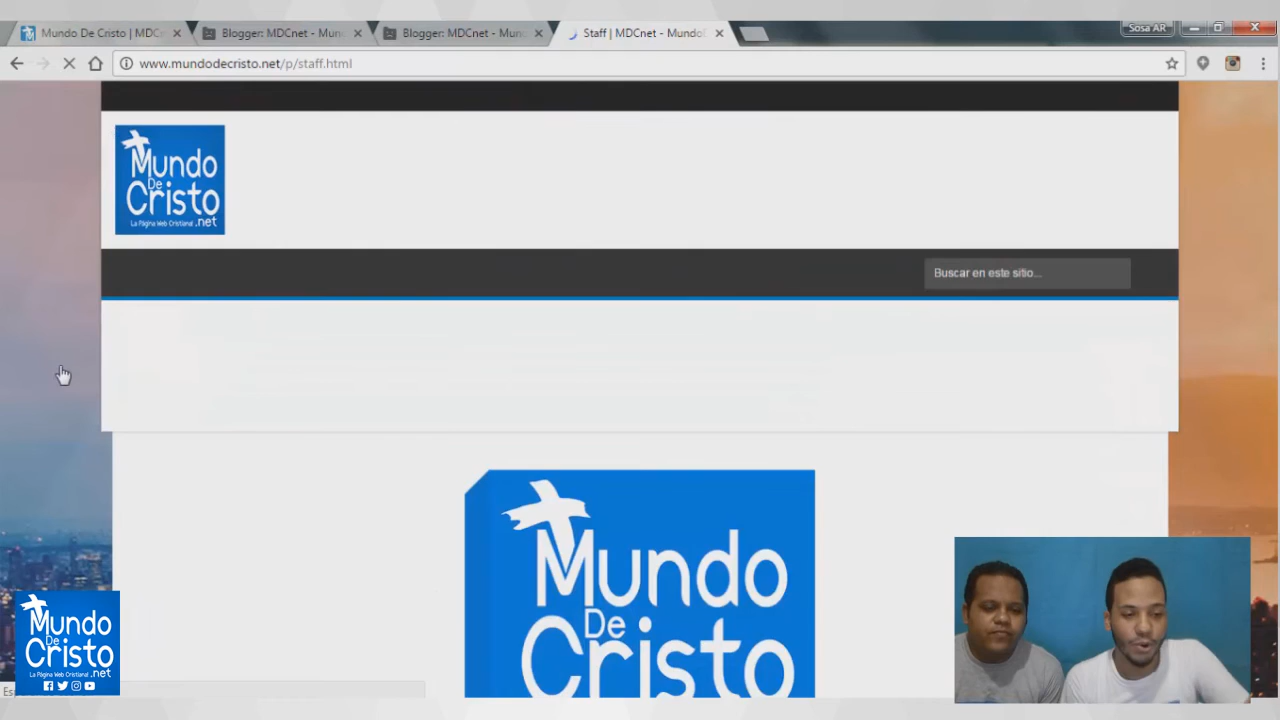 Sosa AR
Mundo De Cristo | MDC
Blogger: MDCnet - Mun
Blogger: MDCnet - Mun
Staff | MDCnet - Mundo
www.mundodecristo.net/p/staff.html
Mundo
De
Cristo
La Página Web Cristiana! .net
Buscar en este sitio...
Mundo
De
Cristo
Mundo
De
Cristo
La Página Web Cristiana! .net